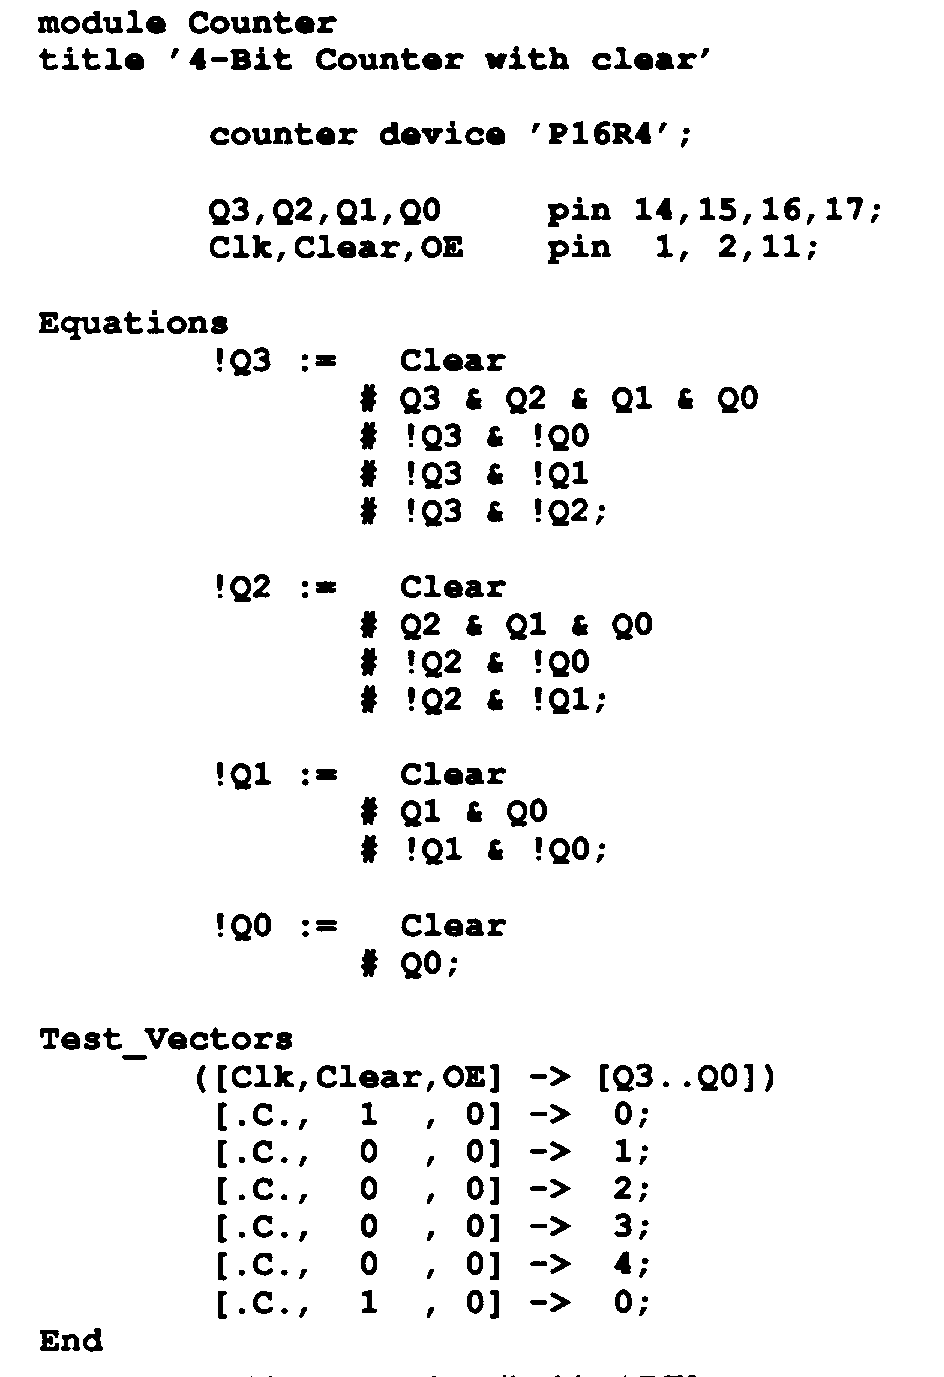 module Counter
title '4-Bit Counter with clear'
counter device 'P16R4';
Q3,Q2,Q1,Q0 pin 14,15,16,17;
Clk,Clear,OE pin 1, 2,11;
Equations
!Q3 := Clear
# Q3 & Q2 & Q1 & Q0
# !Q3 & !Q0
# !Q3 & !Q1
# !Q3 & !Q2;
!Q2 := Clear
# Q2 & Q1 & Q0
# !Q2 & !Q0
# !Q2 & !Q1;
!Q1 := Clear
# Q1 & Q0
# !Q1 & !Q0;
!Q0 := Clear
# Q0;
Test_Vectors
([Clk,Clear,OE] -> [Q3..Q0])
[.C., 1 , 0] -> 0;
[.C., 0 , 0] -> 1;
[.C., 0 , 0] -> 2;
[.C., 0 , 0] -> 3;
[.C., 0 , 0] -> 4;
[.C., 1 , 0] -> 0;
End